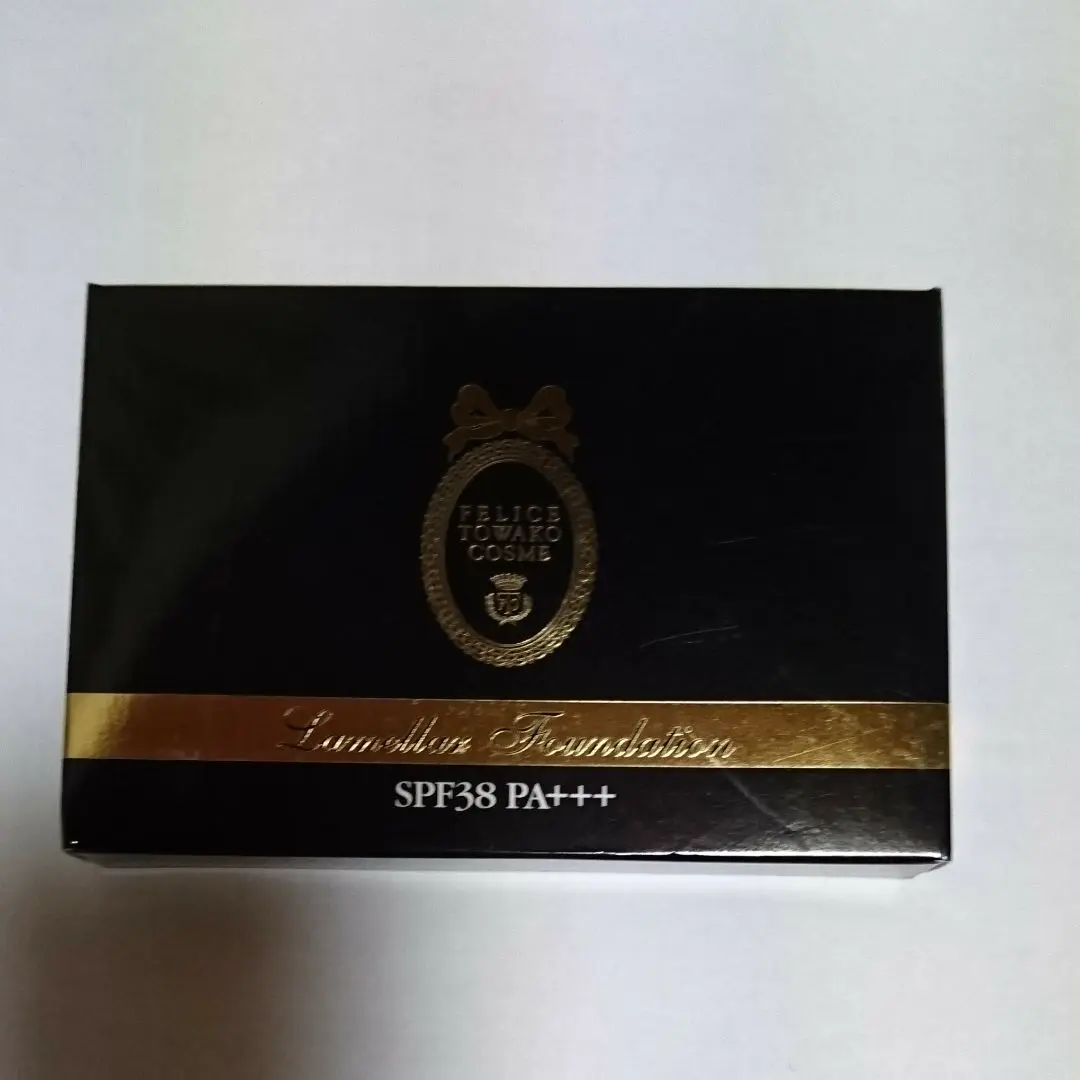 FELICE
TOWAKO
COSME
Lamellar Foundation
SPF38 PA+++